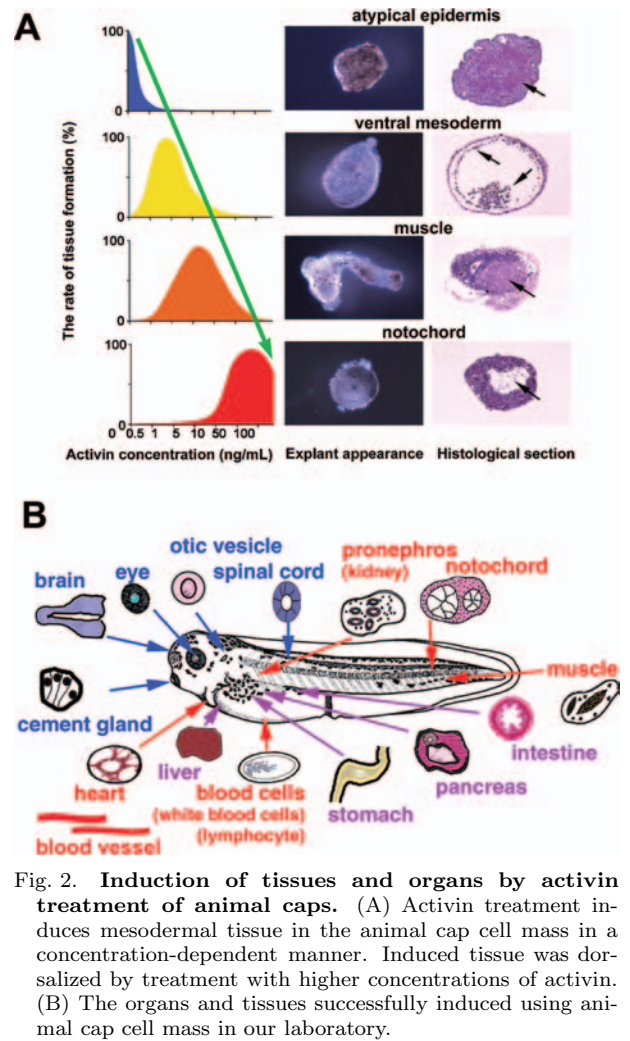 A
atypical epidermis
100
0
ventral mesoderm
100
0
muscle
100
0
notochord
100
0
The rate of tissue formation (%)
0 0.5 1 5 10 50 100
Activin concentration (ng/mL)
Explant appearance
Histological section
B
otic vesicle
pronephros
(kidney)
notochord
brain
eye
spinal cord
muscle
cement gland
intestine
liver
pancreas
heart
blood cells
(white blood cells)
(lymphocyte)
stomach
blood vessel
Fig. 2. Induction of tissues and organs by activin
treatment of animal caps. (A) Activin treatment in-
duces mesodermal tissue in the animal cap cell mass in a
concentration-dependent manner. Induced tissue was dor-
salized by treatment with higher concentrations of activin.
(B) The organs and tissues successfully induced using ani-
mal cap cell mass in our laboratory.